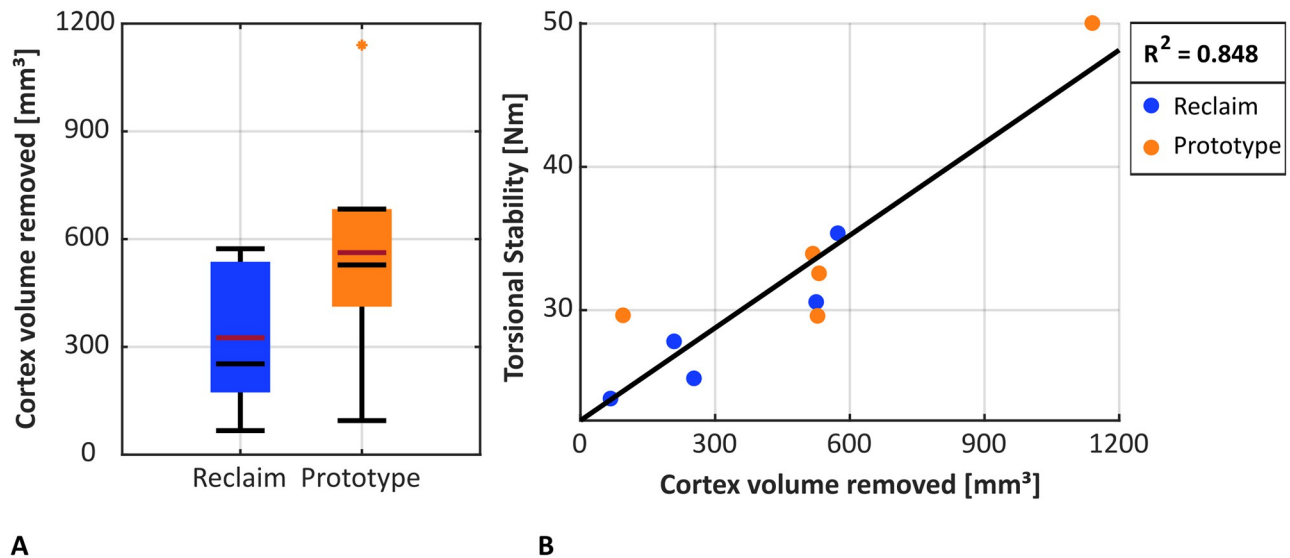 Cortex volume removed [mm³]
1200
900
600
300
0
Reclaim Prototype
A
Torsional Stability [Nm]
50
40
30
0 300 600 900 1200
Cortex volume removed [mm³]
R² = 0.848
Reclaim
Prototype
B